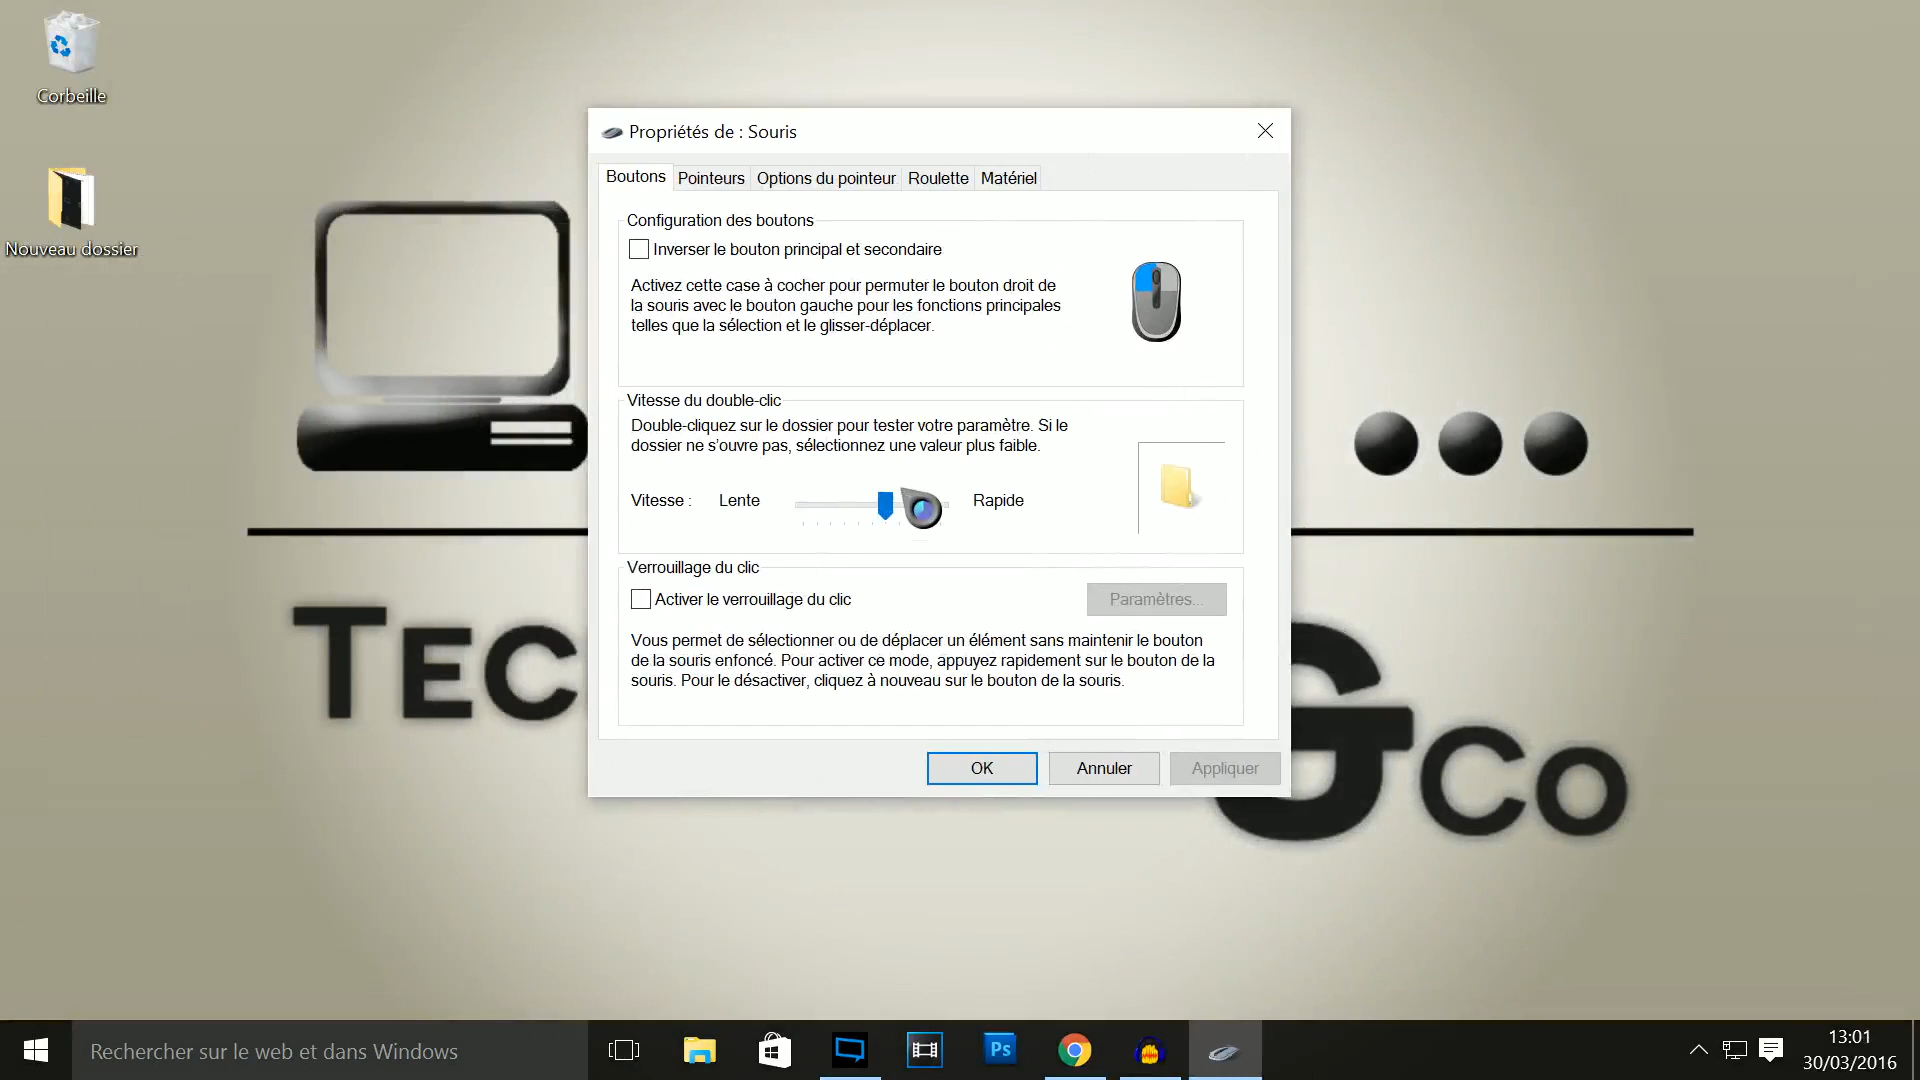 Corbeille
Nouveau dossier
Propriétés de : Souris
Boutons Pointeurs Options du pointeur Roulette Matériel
Configuration des boutons
Inverser le bouton principal et secondaire
Activez cette case à cocher pour permuter le bouton droit de
la souris avec le bouton gauche pour les fonctions principales
telles que la sélection et le glisser-déplacer.
Vitesse du double-clic
Double-cliquez sur le dossier pour tester votre paramètre. Si le
dossier ne s’ouvre pas, sélectionnez une valeur plus faible.
Vitesse : Lente Rapide
Verrouillage du clic
Activer le verrouillage du clic Paramètres...
Vous permet de sélectionner ou de déplacer un élément sans maintenir le bouton
de la souris enfoncé. Pour activer ce mode, appuyez rapidement sur le bouton de la
souris. Pour le désactiver, cliquez à nouveau sur le bouton de la souris.
OK Annuler Appliquer
TEC
&CO
Rechercher sur le web et dans Windows
Ps
13:01
30/03/2016